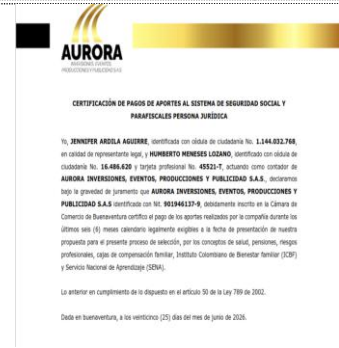 AURORA
INVERSIONES, EVENTOS
PRODUCCIONES Y PUBLICIDAD S.A.S
CERTIFICACIÓN DE PAGOS DE APORTES AL SISTEMA DE SEGURIDAD SOCIAL Y
PARAFISCALES PERSONA JURÍDICA
Yo, JENNIFER ARDILA AGUIRRE, identificada con cédula de ciudadanía No. 1.144.032.768,
en calidad de representante legal, y HUMBERTO MENESES LOZANO, identificado con cédula de
ciudadanía No. 16.486.620 y tarjeta profesional No. 45521-T, actuando como contador de
AURORA INVERSIONES, EVENTOS, PRODUCCIONES Y PUBLICIDAD S.A.S., declaramos
bajo la gravedad de juramento que AURORA INVERSIONES, EVENTOS, PRODUCCIONES Y
PUBLICIDAD S.A.S identificada con Nit. 901946137-9, debidamente inscrito en la Cámara de
Comercio de Buenaventura certifico el pago de los aportes realizados por la compañía durante los
últimos seis (6) meses calendario legalmente exigibles a la fecha de presentación de nuestra
propuesta para el presente proceso de selección, por los conceptos de salud, pensiones, riesgos
profesionales, cajas de compensación familiar, Instituto Colombiano de Bienestar familiar (ICBF)
y Servicio Nacional de Aprendizaje (SENA).
Lo anterior en cumplimiento de lo dispuesto en el artículo 50 de la Ley 789 de 2002.
Dada en buenaventura, a los veinticinco (25) días del mes de junio de 2026.